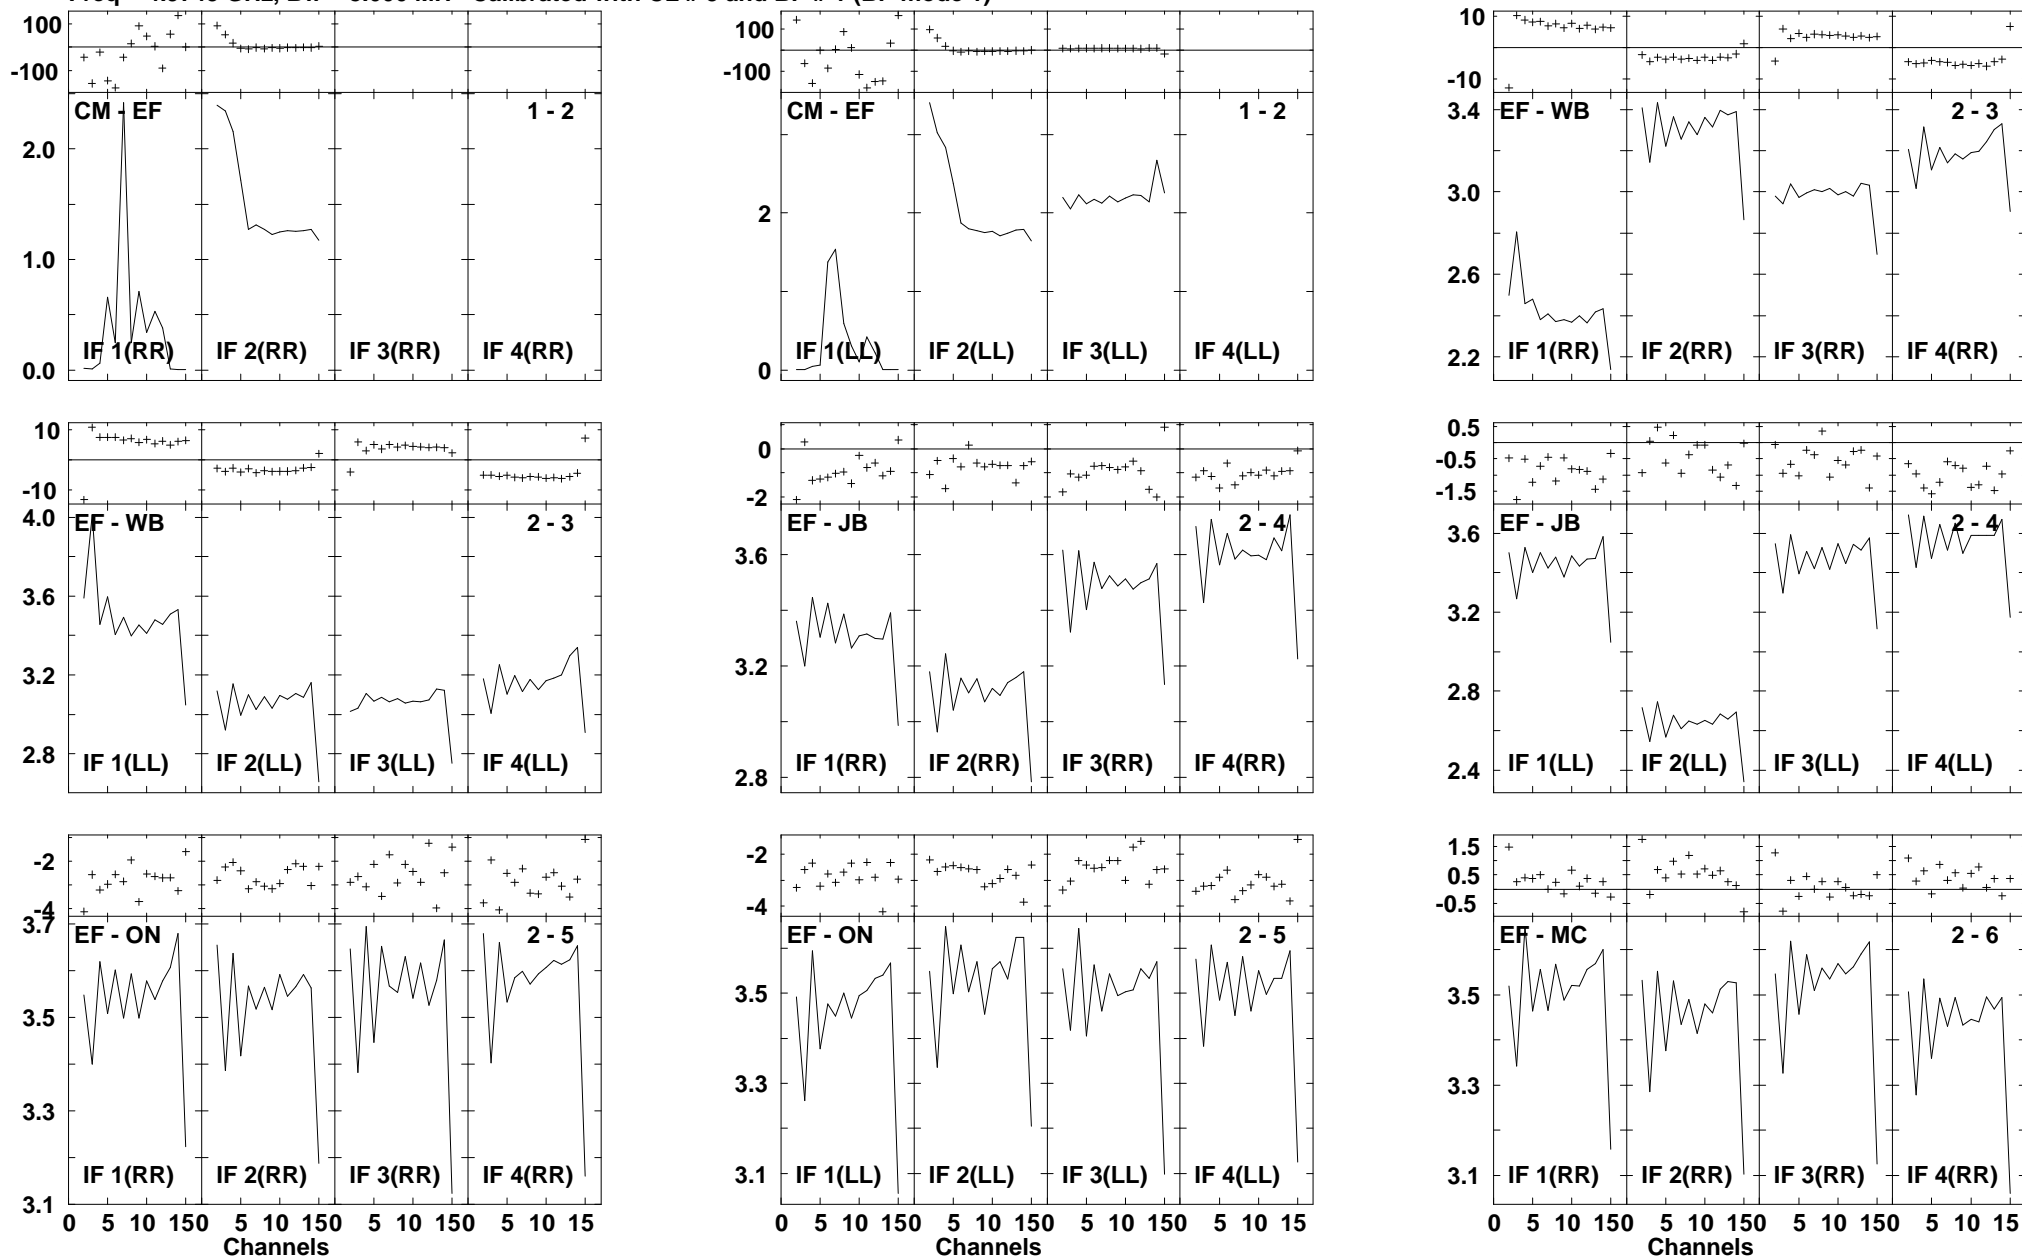 100
-100
CM - EF
1 - 2
2.0
1.0
0.0
IF 1(RR)
IF 2(RR)
IF 3(RR)
IF 4(RR)
100
-100
CM - EF
1 - 2
2
0
IF 1(LL)
IF 2(LL)
IF 3(LL)
IF 4(LL)
10
-10
EF - WB
2 - 3
3.4
3.0
2.6
2.2
IF 1(RR)
IF 2(RR)
IF 3(RR)
IF 4(RR)
10
-10
EF - WB
2 - 3
4.0
3.6
3.2
2.8
IF 1(LL)
IF 2(LL)
IF 3(LL)
IF 4(LL)
0
-2
EF - JB
2 - 4
3.6
3.2
2.8
IF 1(RR)
IF 2(RR)
IF 3(RR)
IF 4(RR)
0.5
-0.5
-1.5
EF - JB
2 - 4
3.6
3.2
2.8
2.4
IF 1(LL)
IF 2(LL)
IF 3(LL)
IF 4(LL)
-2
-4
EF - ON
2 - 5
3.7
3.5
3.3
3.1
IF 1(RR)
IF 2(RR)
IF 3(RR)
IF 4(RR)
0 5 10 150 5 10 150 5 10 150 5 10 15
Channels
-2
-4
EF - ON
2 - 5
3.5
3.3
3.1
IF 1(LL)
IF 2(LL)
IF 3(LL)
IF 4(LL)
0 5 10 150 5 10 150 5 10 150 5 10 15
Channels
1.5
0.5
-0.5
EF - MC
2 - 6
3.5
3.3
3.1
IF 1(RR)
IF 2(RR)
IF 3(RR)
IF 4(RR)
0 5 10 150 5 10 150 5 10 150 5 10 15
Channels